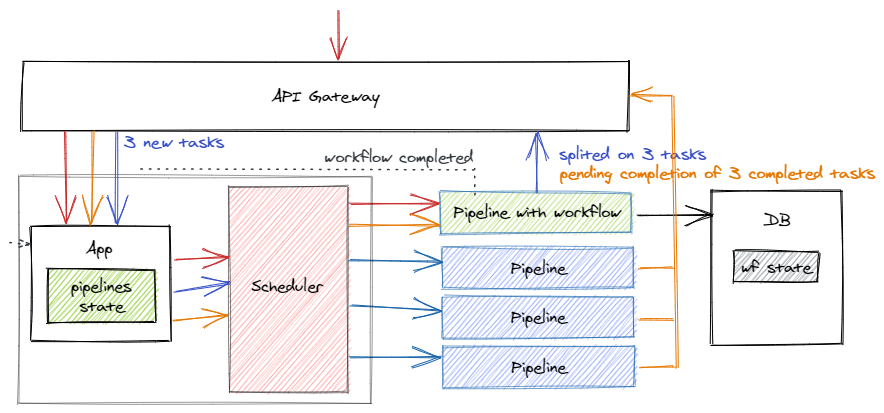 API Gateway
3 new tasks
workflow completed
splited on 3 tasks
pending completion of 3 completed tasks
App
pipelines
state
Scheduler
Pipeline with workflow
Pipeline
Pipeline
Pipeline
DB
wf state